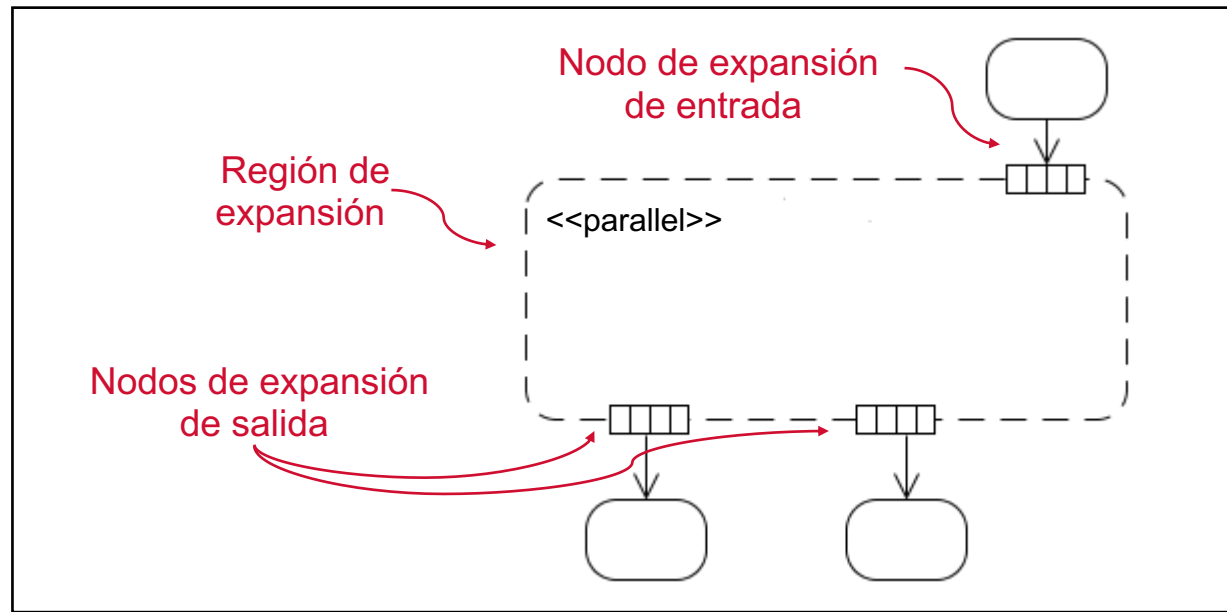 Nodo de expansión
de entrada
Región de
expansión
<<parallel>>
Nodos de expansión
de salida